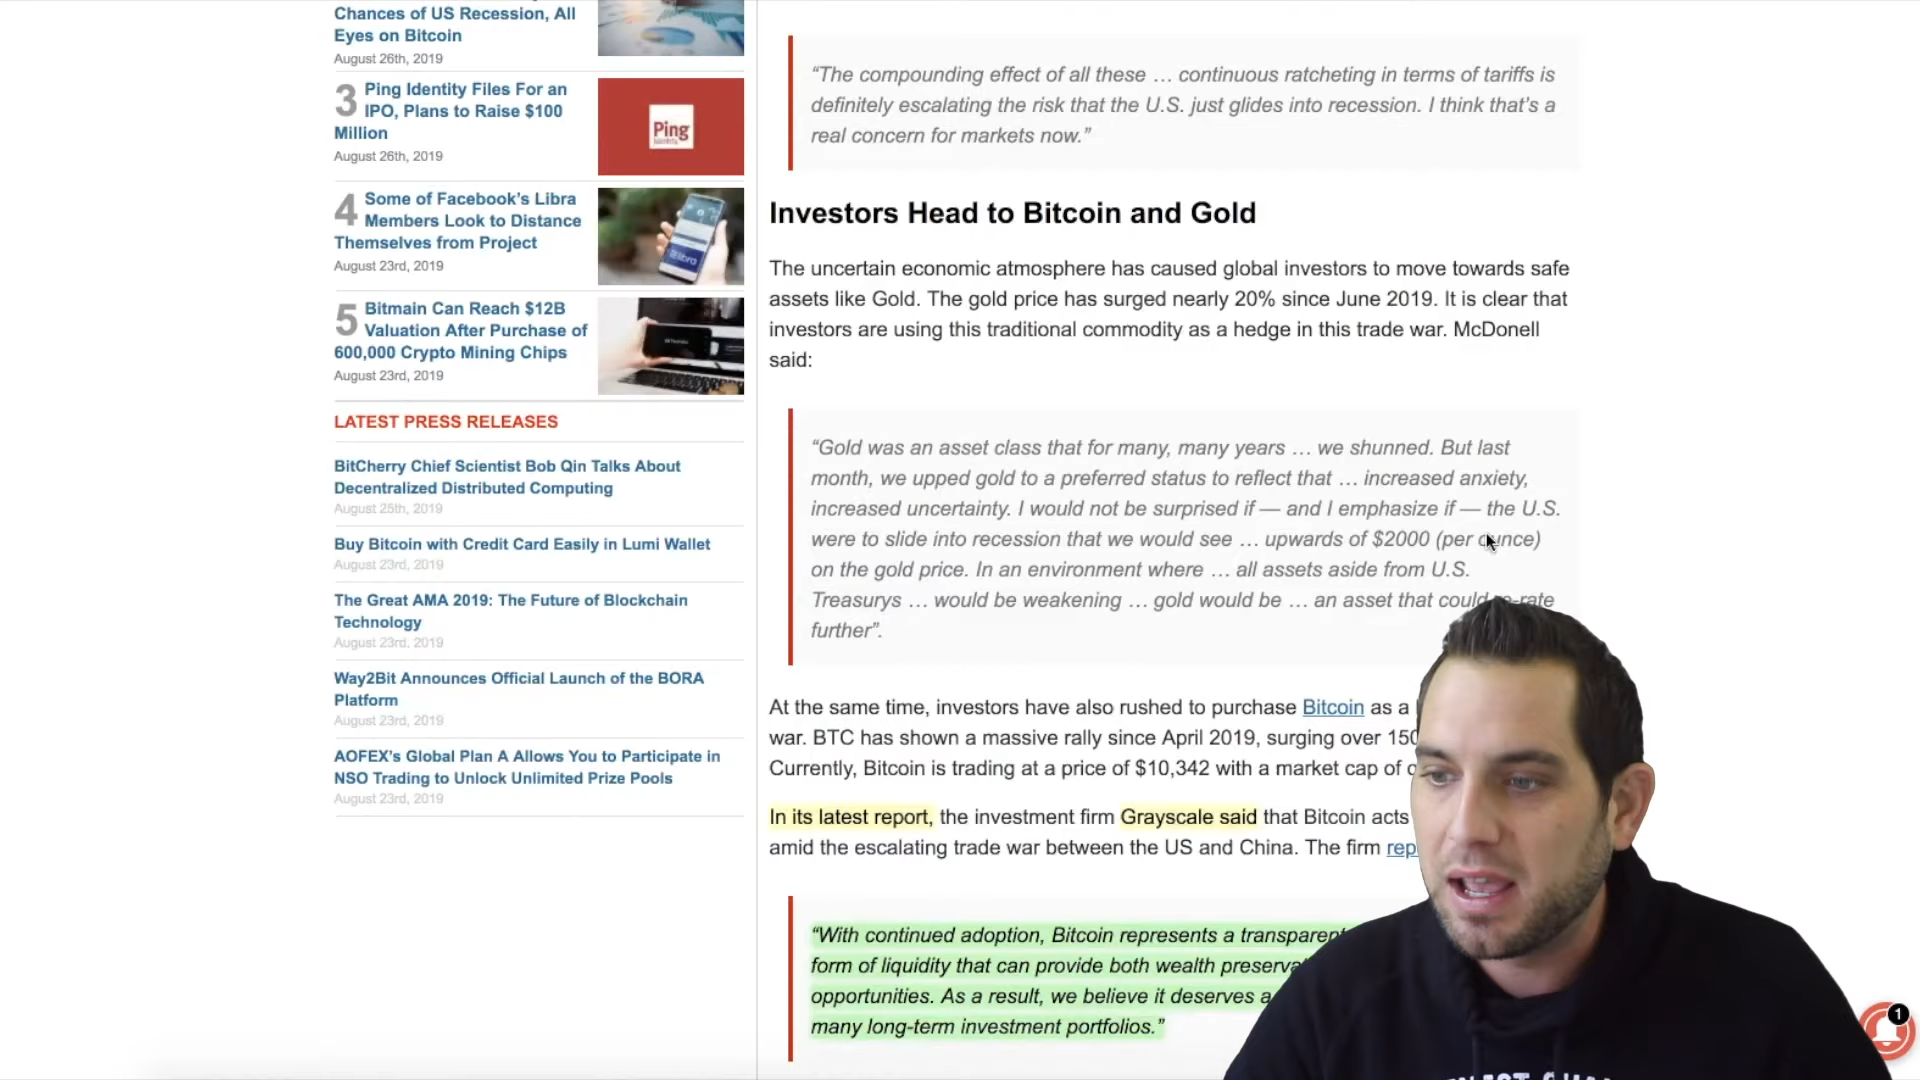 Chances of US Recession, All
Eyes on Bitcoin
August 26th, 2019
3 Ping Identity Files For an
IPO, Plans to Raise $100
Million
August 26th, 2019
Ping
Identity
4 Some of Facebook's Libra
Members Look to Distance
Themselves from Project
August 23rd, 2019
libra
5 Bitmain Can Reach $12B
Valuation After Purchase of
600,000 Crypto Mining Chips
August 23rd, 2019
LATEST PRESS RELEASES
BitCherry Chief Scientist Bob Qin Talks About
Decentralized Distributed Computing
August 25th, 2019
Buy Bitcoin with Credit Card Easily in Lumi Wallet
August 23rd, 2019
The Great AMA 2019: The Future of Blockchain
Technology
August 23rd, 2019
Way2Bit Announces Official Launch of the BORA
Platform
August 23rd, 2019
AOFEX's Global Plan A Allows You to Participate in
NSO Trading to Unlock Unlimited Prize Pools
August 23rd, 2019
“The compounding effect of all these … continuous ratcheting in terms of tariffs is
definitely escalating the risk that the U.S. just glides into recession. I think that's a
real concern for markets now.”
Investors Head to Bitcoin and Gold
The uncertain economic atmosphere has caused global investors to move towards safe
assets like Gold. The gold price has surged nearly 20% since June 2019. It is clear that
investors are using this traditional commodity as a hedge in this trade war. McDonell
said:
“Gold was an asset class that for many, many years … we shunned. But last
month, we upped gold to a preferred status to reflect that … increased anxiety,
increased uncertainty. I would not be surprised if — and I emphasize if — the U.S.
were to slide into recession that we would see … upwards of $2000 (per ounce)
on the gold price. In an environment where … all assets aside from U.S.
Treasurys … would be weakening … gold would be … an asset that could re-rate
further”.
At the same time, investors have also rushed to purchase Bitcoin as a
war. BTC has shown a massive rally since April 2019, surging over 150
Currently, Bitcoin is trading at a price of $10,342 with a market cap of
In its latest report, the investment firm Grayscale said that Bitcoin acts
amid the escalating trade war between the US and China. The firm rep
“With continued adoption, Bitcoin represents a transparent
form of liquidity that can provide both wealth preserva
opportunities. As a result, we believe it deserves a
many long-term investment portfolios.”
1